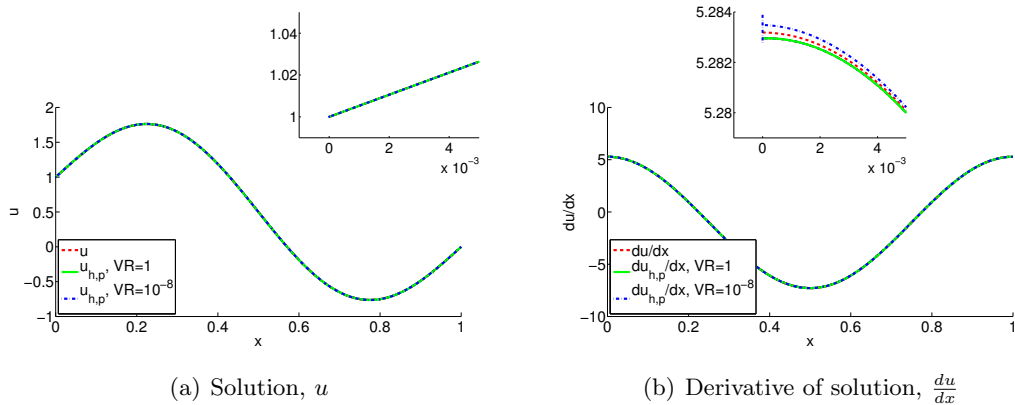 1.04
1.02
1
0
2
4
x 10⁻³
2
1.5
1
0.5
0
−0.5
−1
u
u
u_{h,p}, VR=1
u_{h,p}, VR=10⁻⁸
0
0.2
0.4
0.6
0.8
1
x
(a) Solution, u
5.284
5.282
5.28
0
2
4
x 10⁻³
10
5
0
−5
−10
du/dx
du/dx
du_{h,p}/dx, VR=1
du_{h,p}/dx, VR=10⁻⁸
0
0.2
0.4
0.6
0.8
1
x
(b) Derivative of solution, du/dx